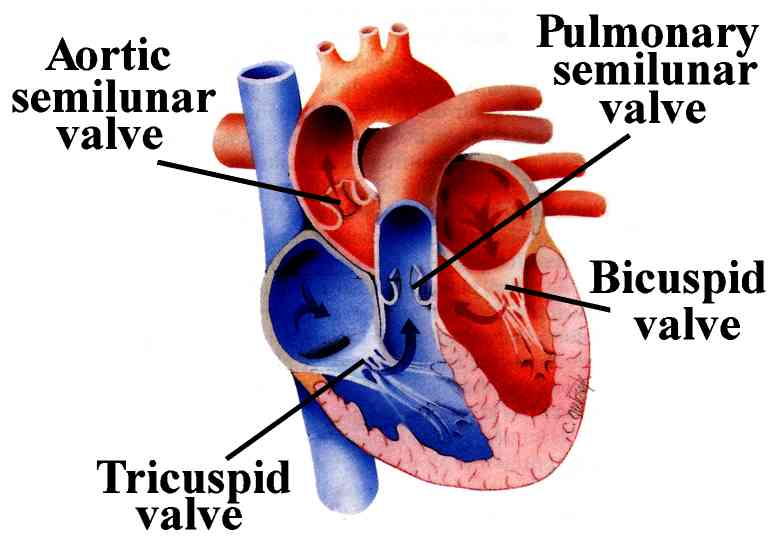 Aortic
semilunar
valve
Pulmonary
semilunar
valve
Bicuspid
valve
Tricuspid
valve